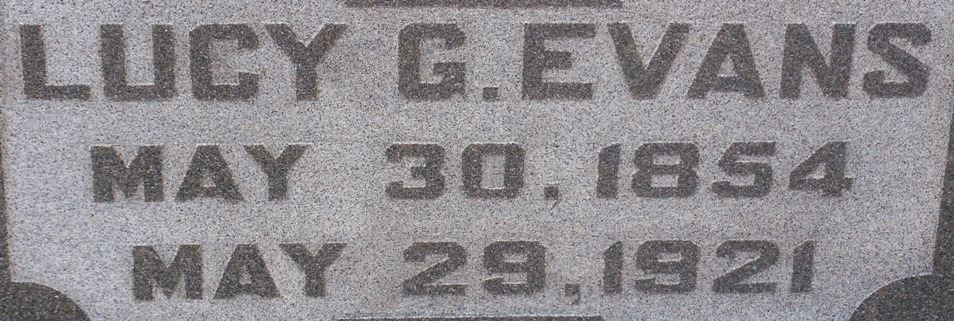 LUCY G. EVANS
MAY 30, 1854
MAY 29, 1921